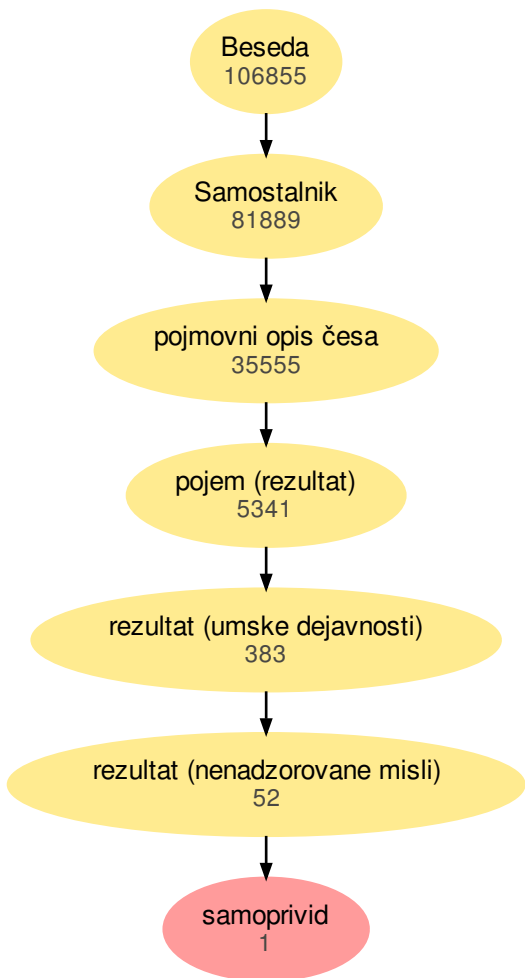 Beseda
106855
Samostalnik
81889
pojmovni opis česa
35555
pojem (rezultat)
5341
rezultat (umske dejavnosti)
383
rezultat (nenadzorovane misli)
52
samoprivid
1